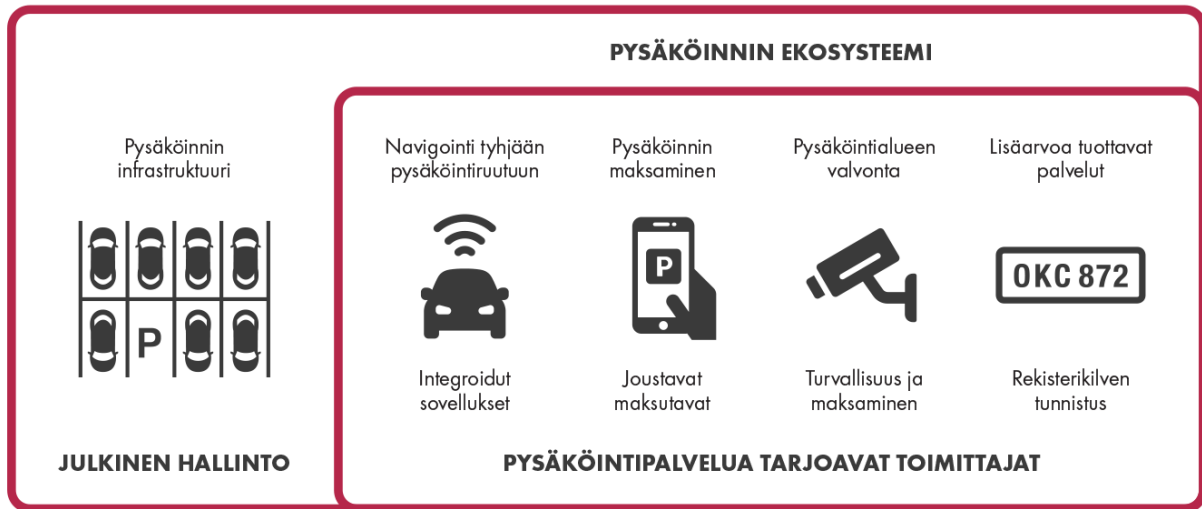 PYSÄKÖINNIN EKOSYSTEEMI
Pysäköinnin
infrastruktuuri
P
JULKINEN HALLINTO
Navigointi tyhjään
pysäköintiruutuun
Integroidut
sovellukset
Pysäköinnin
maksaminen
P
Joustavat
maksutavat
Pysäköintialueen
valvonta
Turvallisuus ja
maksaminen
Lisäarvoa tuottavat
palvelut
OKC 872
Rekisterikilven
tunnistus
PYSÄKÖINTIPALVELUA TARJOAVAT TOIMITTAJAT